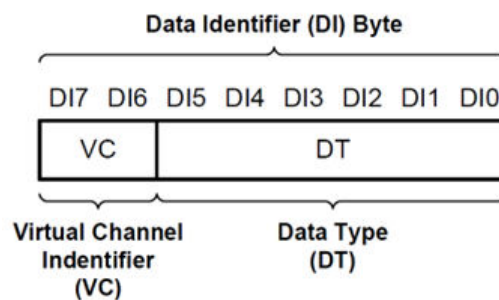 Data Identifier (DI) Byte
DI7 DI6 DI5 DI4 DI3 DI2 DI1 DI0
VC DT
Virtual Channel
Indentifier
(VC)
Data Type
(DT)